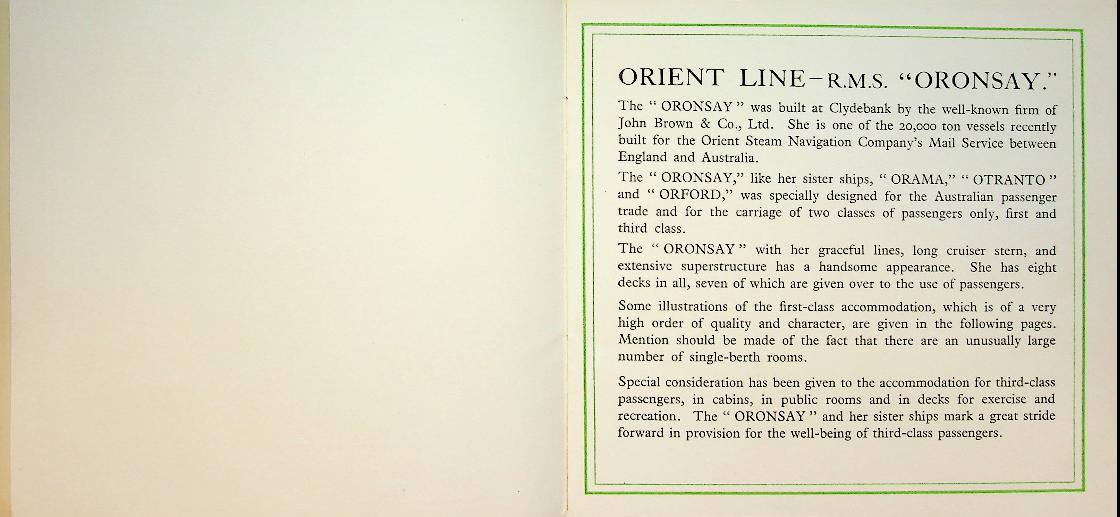 ORIENT LINE–R.M.S. “ORONSAY.”
The “ ORONSAY ” was built at Clydebank by the well-known firm of
John Brown & Co., Ltd. She is one of the 20,000 ton vessels recently
built for the Orient Steam Navigation Company’s Mail Service between
England and Australia.
The “ ORONSAY,” like her sister ships, “ ORAMA,” “ OTRANTO ”
and “ ORFORD,” was specially designed for the Australian passenger
trade and for the carriage of two classes of passengers only, first and
third class.
The “ ORONSAY ” with her graceful lines, long cruiser stern, and
extensive superstructure has a handsome appearance. She has eight
decks in all, seven of which are given over to the use of passengers.
Some illustrations of the first-class accommodation, which is of a very
high order of quality and character, are given in the following pages.
Mention should be made of the fact that there are an unusually large
number of single-berth rooms.
Special consideration has been given to the accommodation for third-class
passengers, in cabins, in public rooms and in decks for exercise and
recreation. The “ ORONSAY ” and her sister ships mark a great stride
forward in provision for the well-being of third-class passengers.